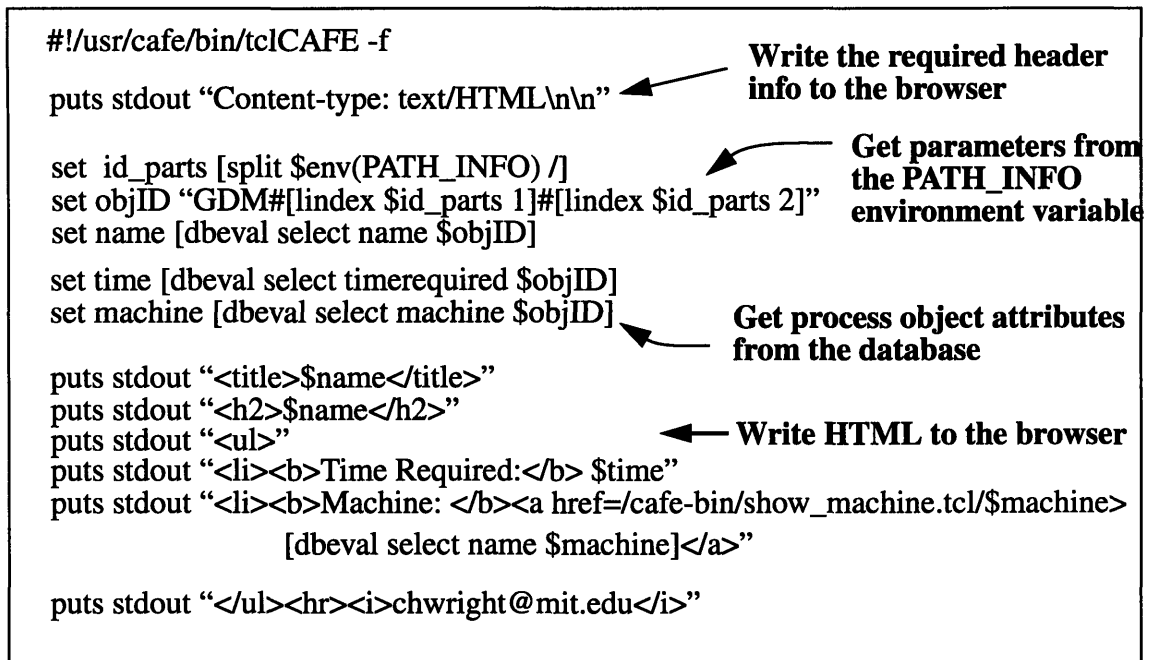 #!/usr/cafe/bin/tclCAFE -f
Write the required header
info to the browser
puts stdout “Content-type: text/HTML\n\n”
Get parameters from
the PATH_INFO
environment variable
set id_parts [split $env(PATH_INFO) /]
set objID “GDM#[lindex $id_parts 1]#[lindex $id_parts 2]”
set name [dbeval select name $objID]
set time [dbeval select timerequired $objID]
set machine [dbeval select machine $objID]
Get process object attributes
from the database
puts stdout “<title>$name</title>”
puts stdout “<h2>$name</h2>”
puts stdout “<ul>”
Write HTML to the browser
puts stdout “<li><b>Time Required:</b> $time”
puts stdout “<li><b>Machine: </b><a href=/cafe-bin/show_machine.tcl/$machine>
[dbeval select name $machine]</a>”
puts stdout “</ul><hr><i>chwright@mit.edu</i>”